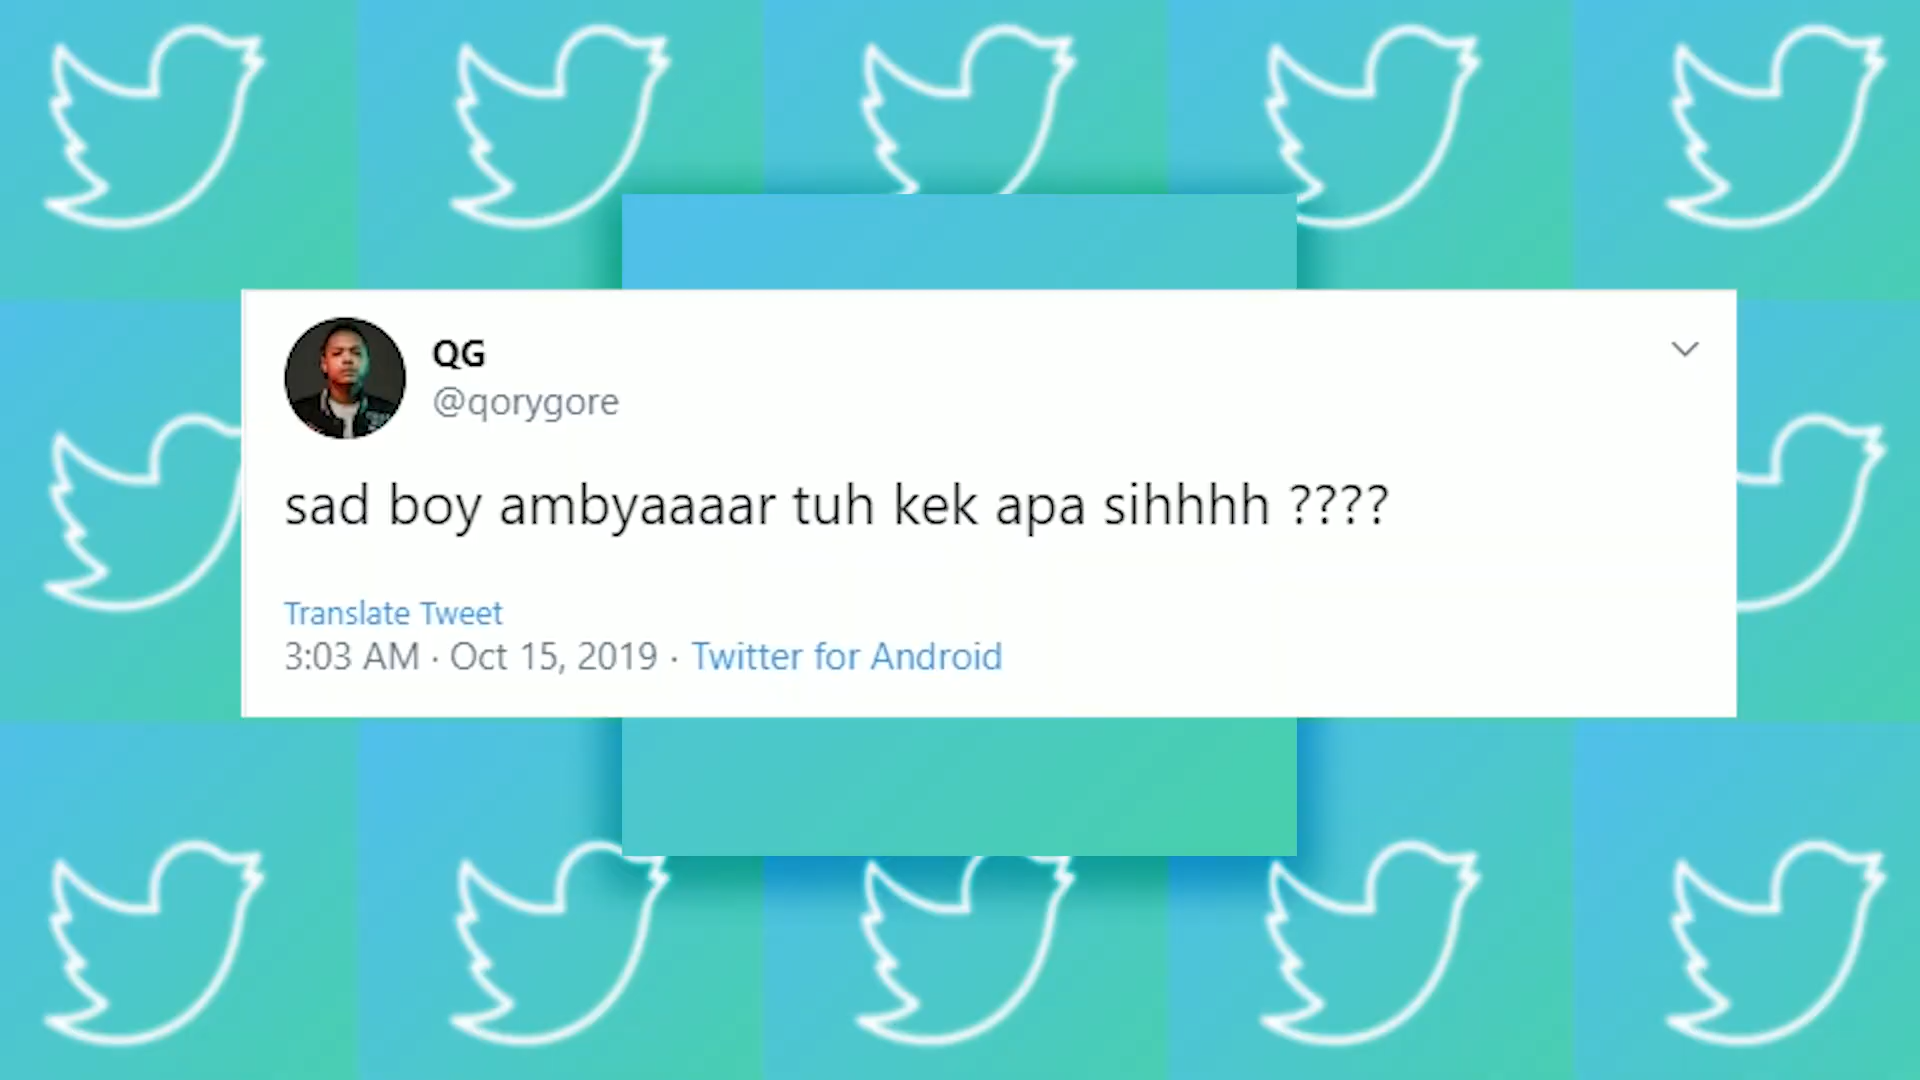 QG
@qorygore
sad boy ambyaaaar tuh kek apa sihhhh ????
Translate Tweet
3:03 AM · Oct 15, 2019 · Twitter for Android